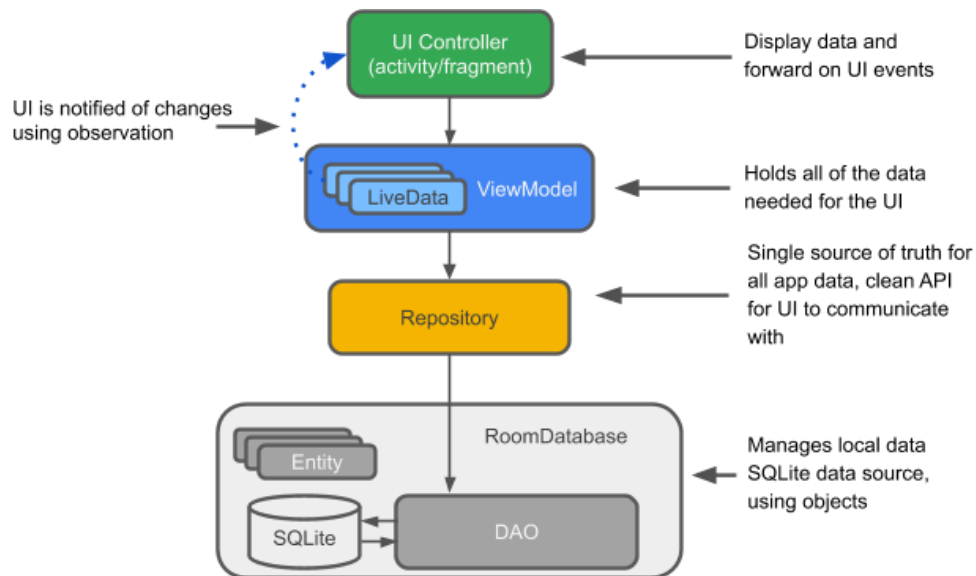 UI Controller
(activity/fragment)
Display data and
forward on UI events
UI is notified of changes
using observation
LiveData
ViewModel
Holds all of the data
needed for the UI
Single source of truth for
all app data, clean API
for UI to communicate
with
Repository
RoomDatabase
Entity
SQLite
DAO
Manages local data
SQLite data source,
using objects